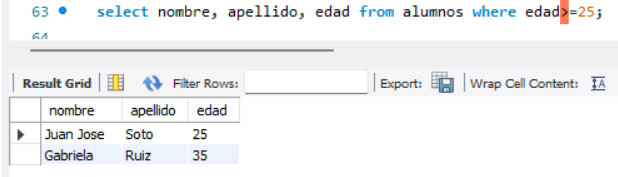 63 select nombre, apellido, edad from alumnos where edad>=25;
64
Result Grid Filter Rows: Export: Wrap Cell Content: IA
nombre apellido edad
Juan Jose Soto 25
Gabriela Ruiz 35